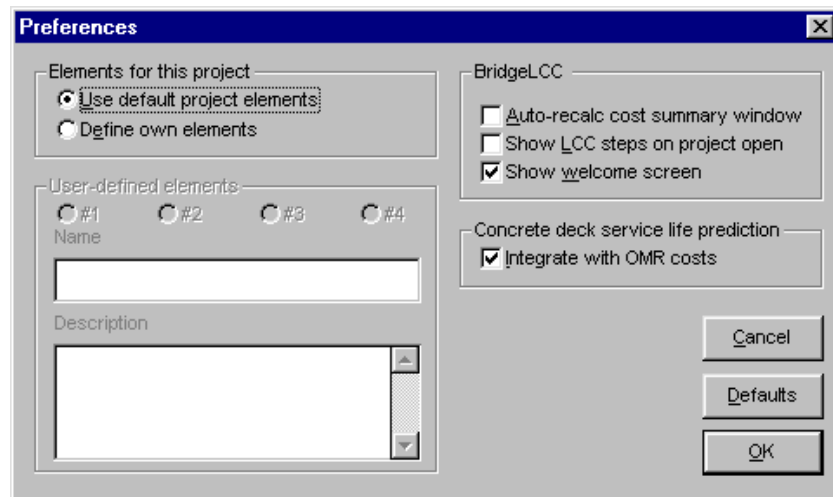 Preferences
Elements for this project
Use default project elements
Define own elements
User-defined elements
#1 #2 #3 #4
Name
Description
BridgeLCC
Auto-recalc cost summary window
Show LCC steps on project open
Show welcome screen
Concrete deck service life prediction
Integrate with OMR costs
Cancel
Defaults
OK